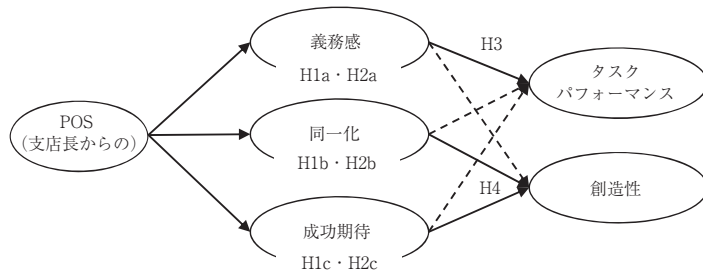 義務感
H1a・H2a
H3
タスク
パフォーマンス
POS
（支店長からの）
同一化
H1b・H2b
H4
創造性
成功期待
H1c・H2c